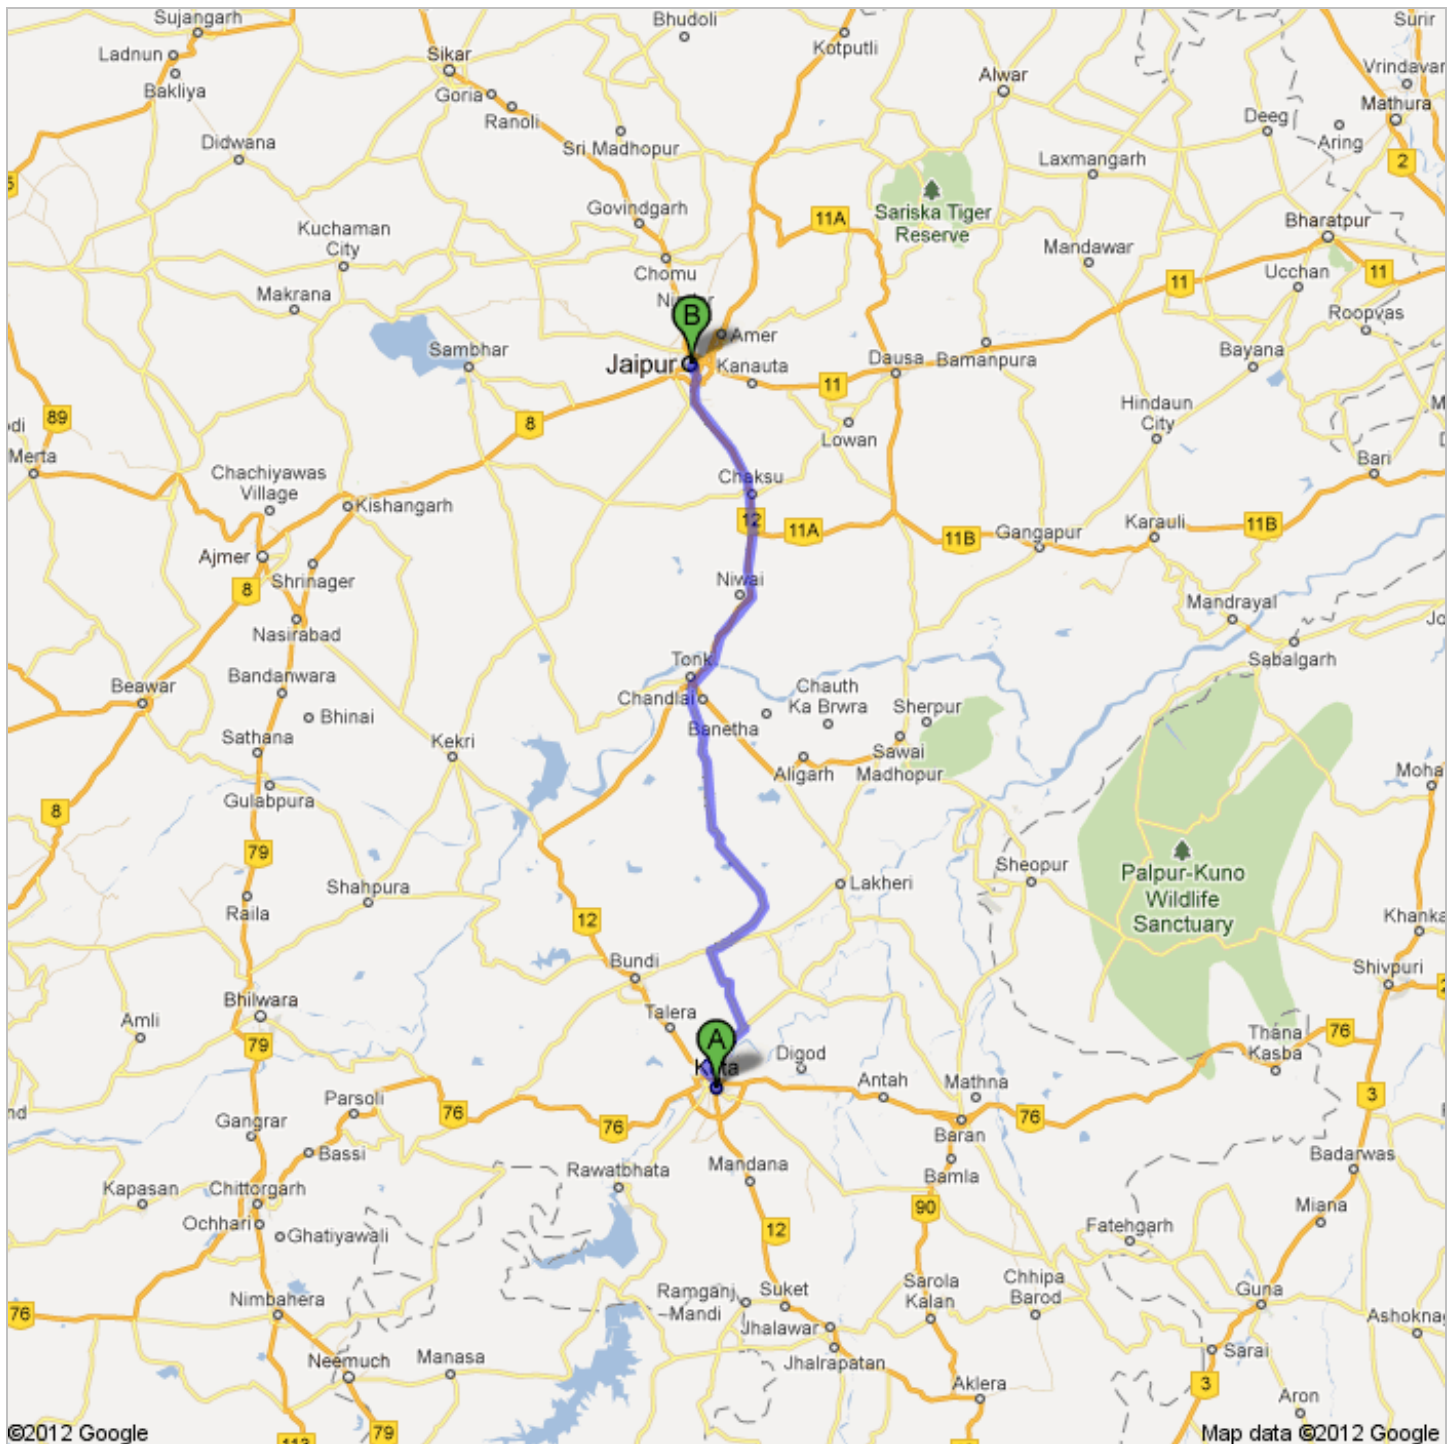 Sujangarh
Bhudoli
Surir
Ladnun
Sikar
Kotputli
Bakliya
Goria
Alwar
Vrindavar
Ranoli
Mathura
Didwana
Sri Madhopur
Deeg
Aring
Laxmangarh
2
Govindgarh
11A
Sariska Tiger
Reserve
Bharatpur
Kuchaman
City
Mandawar
Chomu
11
11
Ucchan
Makrana
Roopvas
B
Amer
Sambhar
Jaipur
Kanauta
Dausa
Bamanpura
Bayana
11
89
8
Hindaun
City
odi
Lowan
Merta
Bari
Chachiyawas
Village
Chaksu
Kishangarh
12
11A
11B
Gangapur
Karauli
11B
Ajmer
Shrinager
8
Niwai
Mandrayal
Nasirabad
Sabalgarh
Tonk
Bandanwara
Beawar
Chandlai
Chauth
Ka Brwra
Sherpur
Bhinai
Banetha
Sathana
Kekri
Sawai
Madhopur
Aligarh
Moha
Gulabpura
8
79
Sheopur
Palpur-Kuno
Wildlife
Sanctuary
Shahpura
Lakheri
Raila
12
Khanka
Bundi
Shivpuri
Bhilwara
Talera
Amli
Thana
Kasba
76
79
A
Digod
Kota
Antah
Mathna
3
nd
Parsoli
76
76
76
Gangrar
Baran
Bassi
Mandana
Badarwas
Rawatbhata
Bamla
Kapasan
Chittorgarh
90
Miana
Ochhari
Ghatiyawali
12
Fatehgarh
Sarola
Kalan
Chhipa
Barod
Ramganj
Mandi
Suket
Guna
76
Nimbahera
Ashoknag
Jhalawar
Sarai
Neemuch
Manasa
Jhalrapatan
3
Aklera
Aron
79
113
©2012 Google
Map data ©2012 Google